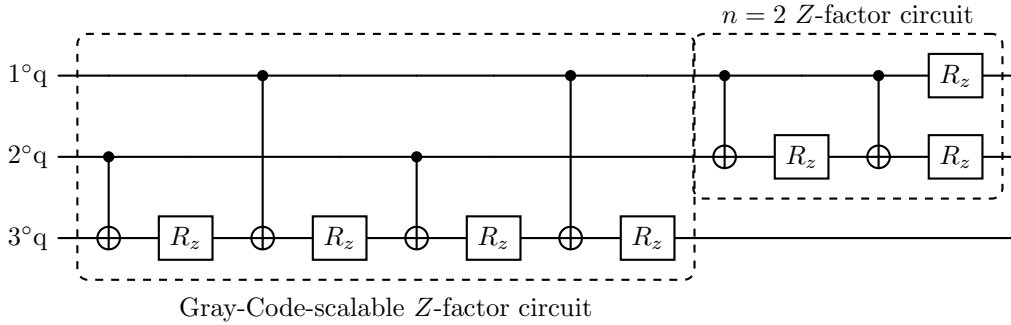 n = 2 Z-factor circuit
1°q
R_z
2°q
R_z
R_z
3°q
R_z
R_z
R_z
R_z
Gray-Code-scalable Z-factor circuit